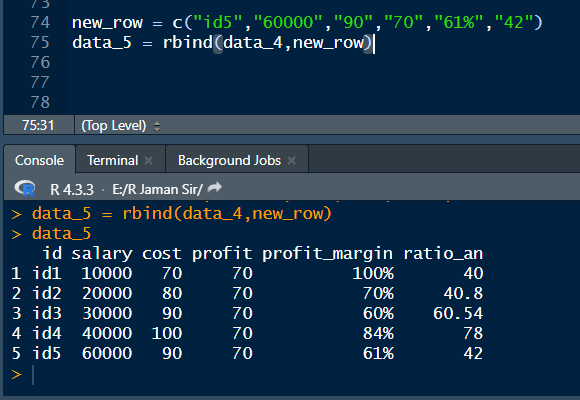 73
74 new_row = c("id5","60000","90","70","61%","42")
75 data_5 = rbind(data_4,new_row)
76
77
78
75:31 (Top Level)
Console Terminal Background Jobs
R R 4.3.3 · E:/R Jaman Sir/
> data_5 = rbind(data_4,new_row)
> data_5
id salary cost profit profit_margin ratio_an
1 id1 10000 70 70 100% 40
2 id2 20000 80 70 70% 40.8
3 id3 30000 90 70 60% 60.54
4 id4 40000 100 70 84% 78
5 id5 60000 90 70 61% 42
>